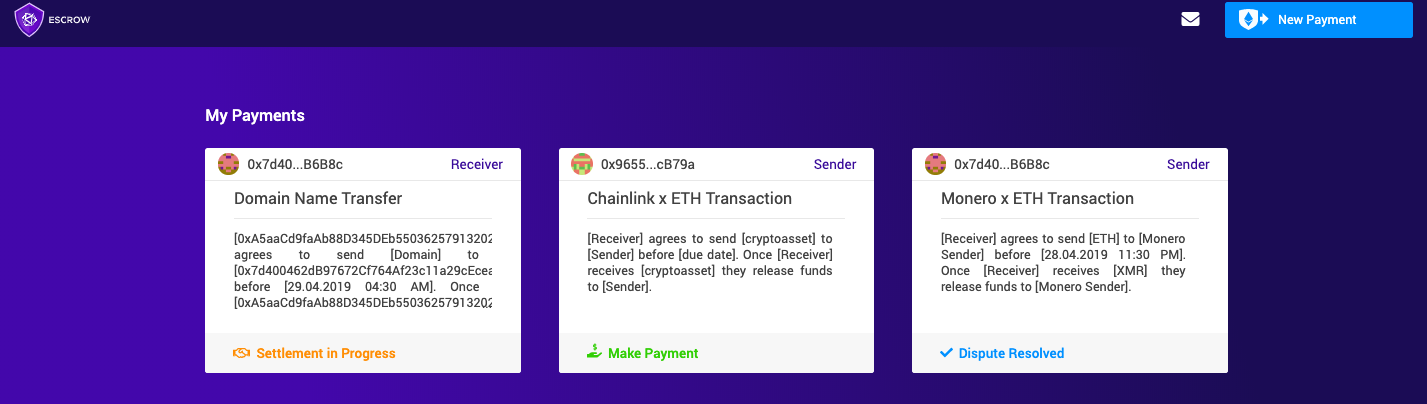 ESCROW
New Payment
My Payments
0x7d40...B6B8c Receiver
Domain Name Transfer
[0xA5aaCd9faAb88D345DEb55036257913202
agrees to send [Domain] to
[0x7d400462dB97672Cf764Af23c11a29cEcea
before [29.04.2019 04:30 AM]. Once
[0xA5aaCd9faAb88D345DEb55036257913202
Settlement in Progress
0x9655...cB79a Sender
Chainlink x ETH Transaction
[Receiver] agrees to send [cryptoasset] to
[Sender] before [due date]. Once [Receiver]
receives [cryptoasset] they release funds
to [Sender].
Make Payment
0x7d40...B6B8c Sender
Monero x ETH Transaction
[Receiver] agrees to send [ETH] to [Monero
Sender] before [28.04.2019 11:30 PM].
Once [Receiver] receives [XMR] they
release funds to [Monero Sender].
Dispute Resolved